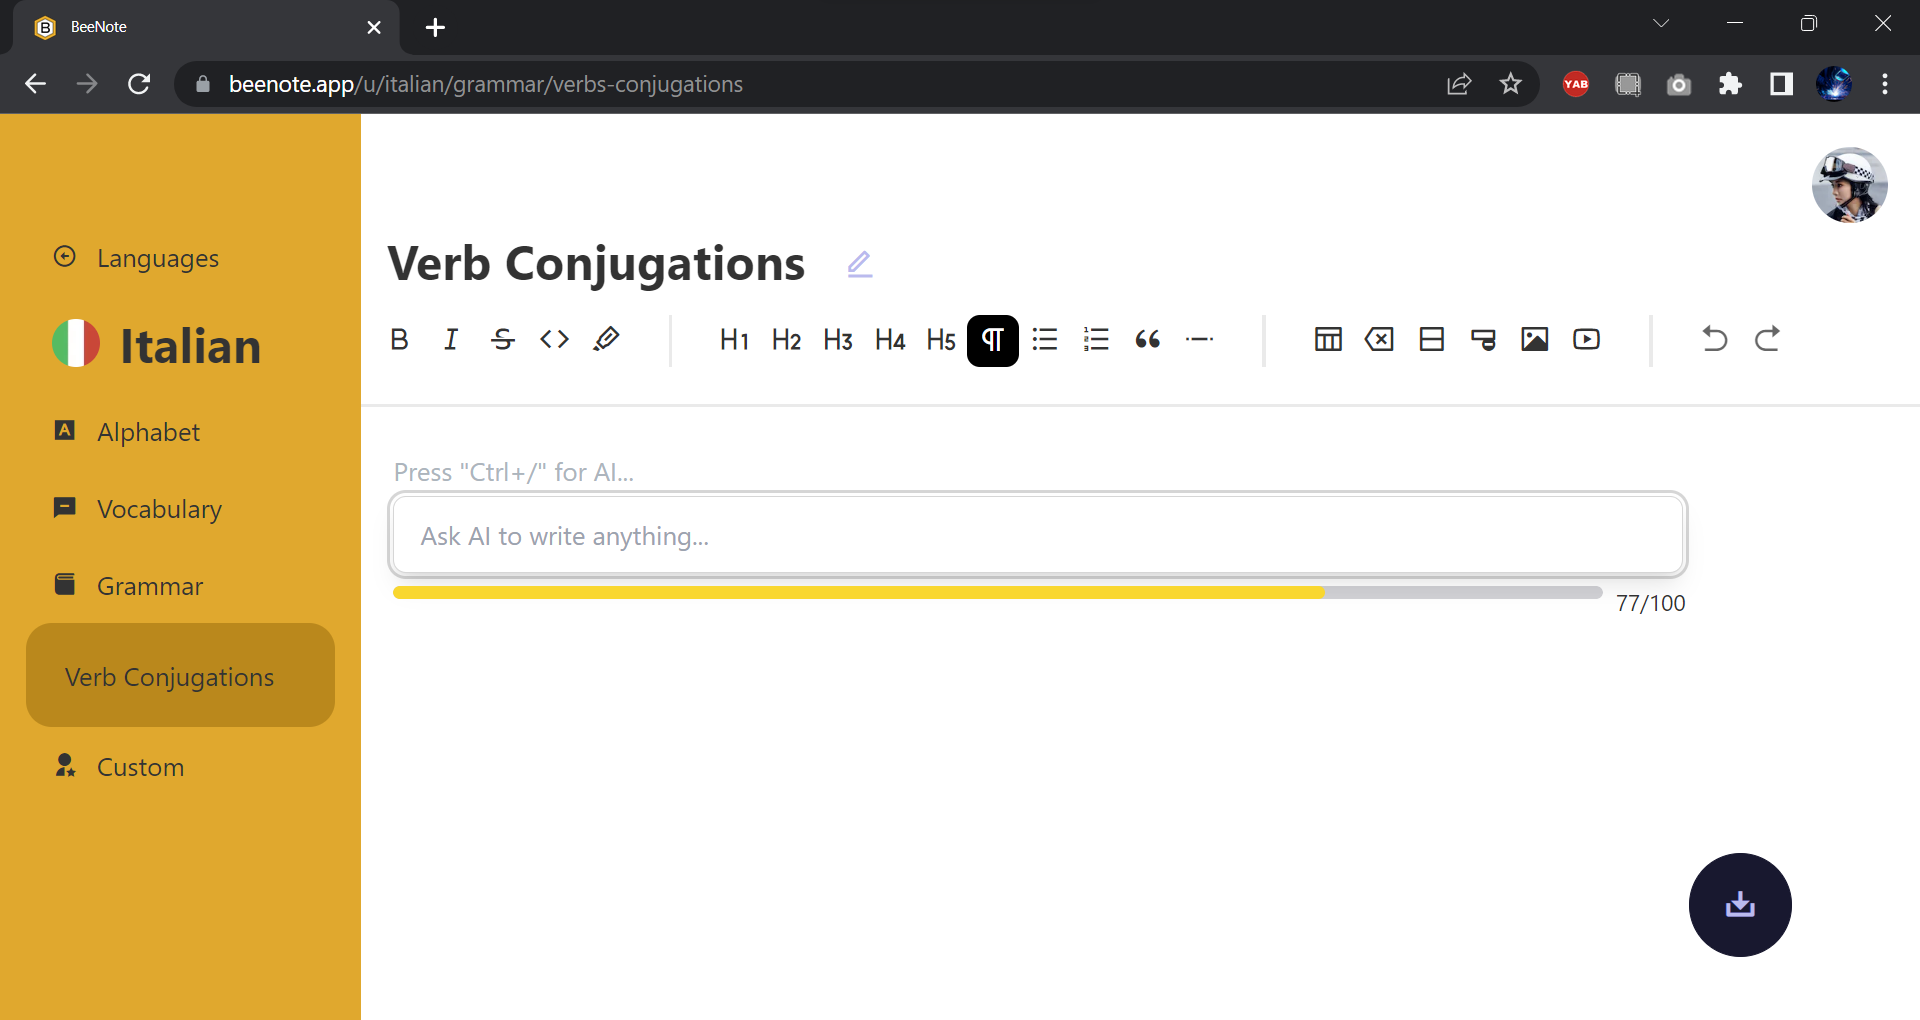 BeeNote
beenote.app/u/italian/grammar/verbs-conjugations
YAB
Languages
Italian
Alphabet
Vocabulary
Grammar
Verb Conjugations
Custom
Verb Conjugations
B I S <> H1 H2 H3 H4 H5 ¶
Press "Ctrl+/" for AI...
Ask AI to write anything...
77/100